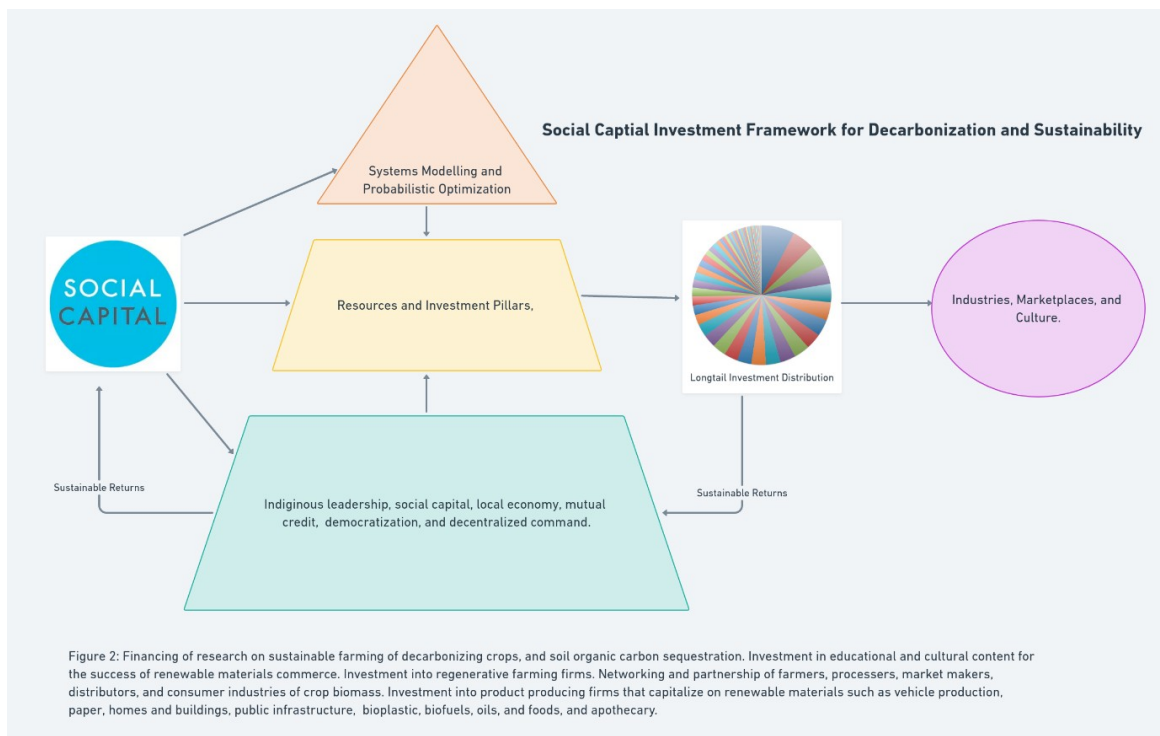 Social Captial Investment Framework for Decarbonization and Sustainability
Systems Modelling and
Probabilistic Optimization
SOCIAL
CAPITAL
Resources and Investment Pillars,
Longtail Investment Distribution
Industries, Marketplaces, and
Culture.
Sustainable Returns
Indiginous leadership, social capital, local economy, mutual
credit, democratization, and decentralized command.
Sustainable Returns
Figure 2: Financing of research on sustainable farming of decarbonizing crops, and soil organic carbon sequestration. Investment in educational and cultural content for
the success of renewable materials commerce. Investment into regenerative farming firms. Networking and partnership of farmers, processers, market makers,
distributors, and consumer industries of crop biomass. Investment into product producing firms that capitalize on renewable materials such as vehicle production,
paper, homes and buildings, public infrastructure, bioplastic, biofuels, oils, and foods, and apothecary.